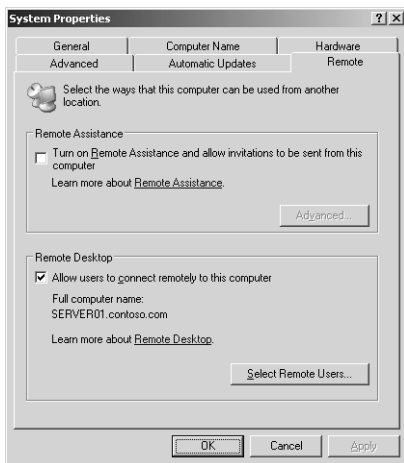 System Properties
General Computer Name Hardware
Advanced Automatic Updates Remote
Select the ways that this computer can be used from another
location.
Remote Assistance
Turn on Remote Assistance and allow invitations to be sent from this
computer
Learn more about Remote Assistance.
Advanced...
Remote Desktop
Allow users to connect remotely to this computer
Full computer name:
SERVER01.contoso.com
Learn more about Remote Desktop.
Select Remote Users...
OK Cancel Apply